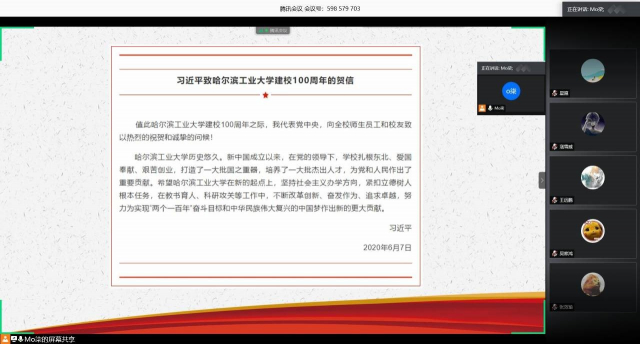 腾讯会议 会议号：598 579 703
正在讲话: Mo柒
腾讯会议
习近平致哈尔滨工业大学建校100周年的贺信
值此哈尔滨工业大学建校100周年之际，我代表党中央，向全校师生员工和校友致
以热烈的祝贺和诚挚的问候！
哈尔滨工业大学历史悠久。新中国成立以来，在党的领导下，学校扎根东北、爱国
奉献、艰苦创业，打造了一大批国之重器，培养了一大批杰出人才，为党和人民作出了
重要贡献。希望哈尔滨工业大学在新的起点上，坚持社会主义办学方向，紧扣立德树人
根本任务，在教书育人、科研攻关等工作中，不断改革创新、奋发作为、追求卓越，努
力为实现“两个一百年”奋斗目标和中华民族伟大复兴的中国梦作出新的更大贡献。
习近平
2020年6月7日
正在讲话: Mo柒
o柒
Mo柒
Mo柒的屏幕共享